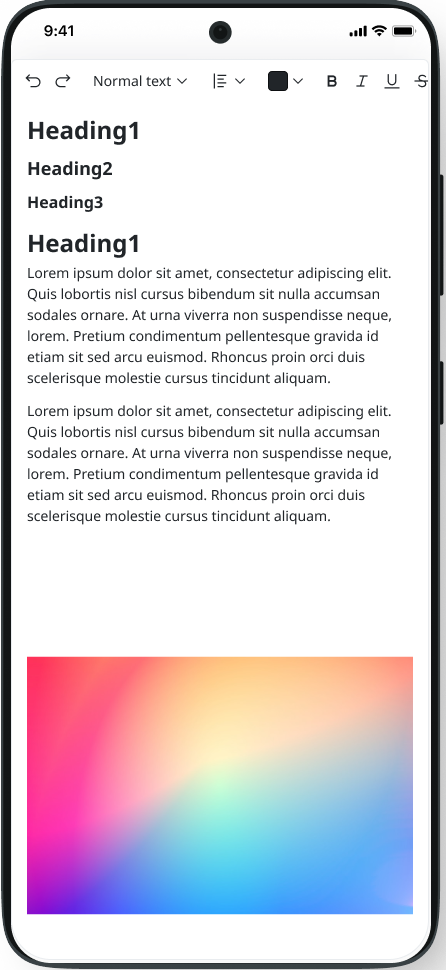 9:41
Normal text
B I U S
Heading1
Heading2
Heading3
Heading1
Lorem ipsum dolor sit amet, consectetur adipiscing elit.
Quis lobortis nisl cursus bibendum sit nulla accumsan
sodales ornare. At urna viverra non suspendisse neque,
lorem. Pretium condimentum pellentesque gravida id
etiam sit sed arcu euismod. Rhoncus proin orci duis
scelerisque molestie cursus tincidunt aliquam.
Lorem ipsum dolor sit amet, consectetur adipiscing elit.
Quis lobortis nisl cursus bibendum sit nulla accumsan
sodales ornare. At urna viverra non suspendisse neque,
lorem. Pretium condimentum pellentesque gravida id
etiam sit sed arcu euismod. Rhoncus proin orci duis
scelerisque molestie cursus tincidunt aliquam.